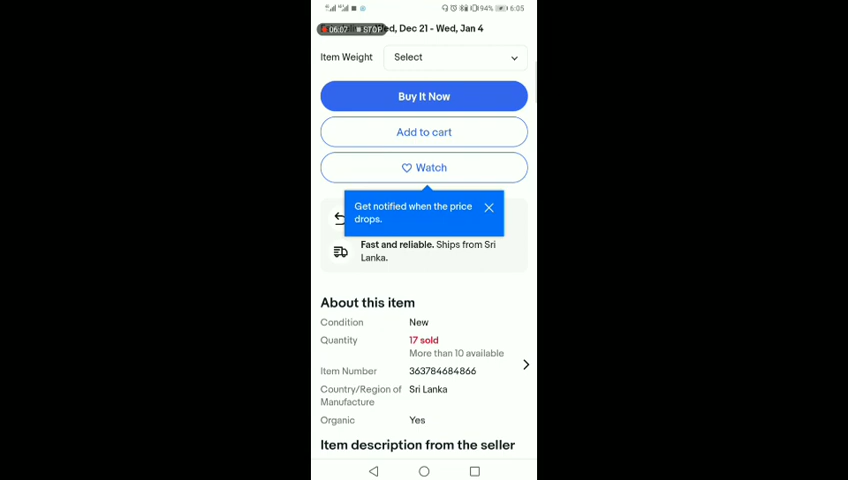 94% 6:05
06:07 STOP ed, Dec 21 - Wed, Jan 4
Item Weight Select
Buy It Now
Add to cart
Watch
Get notified when the price
drops.
Fast and reliable. Ships from Sri
Lanka.
About this item
Condition New
Quantity 17 sold
More than 10 available
Item Number 363784684866
Country/Region of Sri Lanka
Manufacture
Organic Yes
Item description from the seller